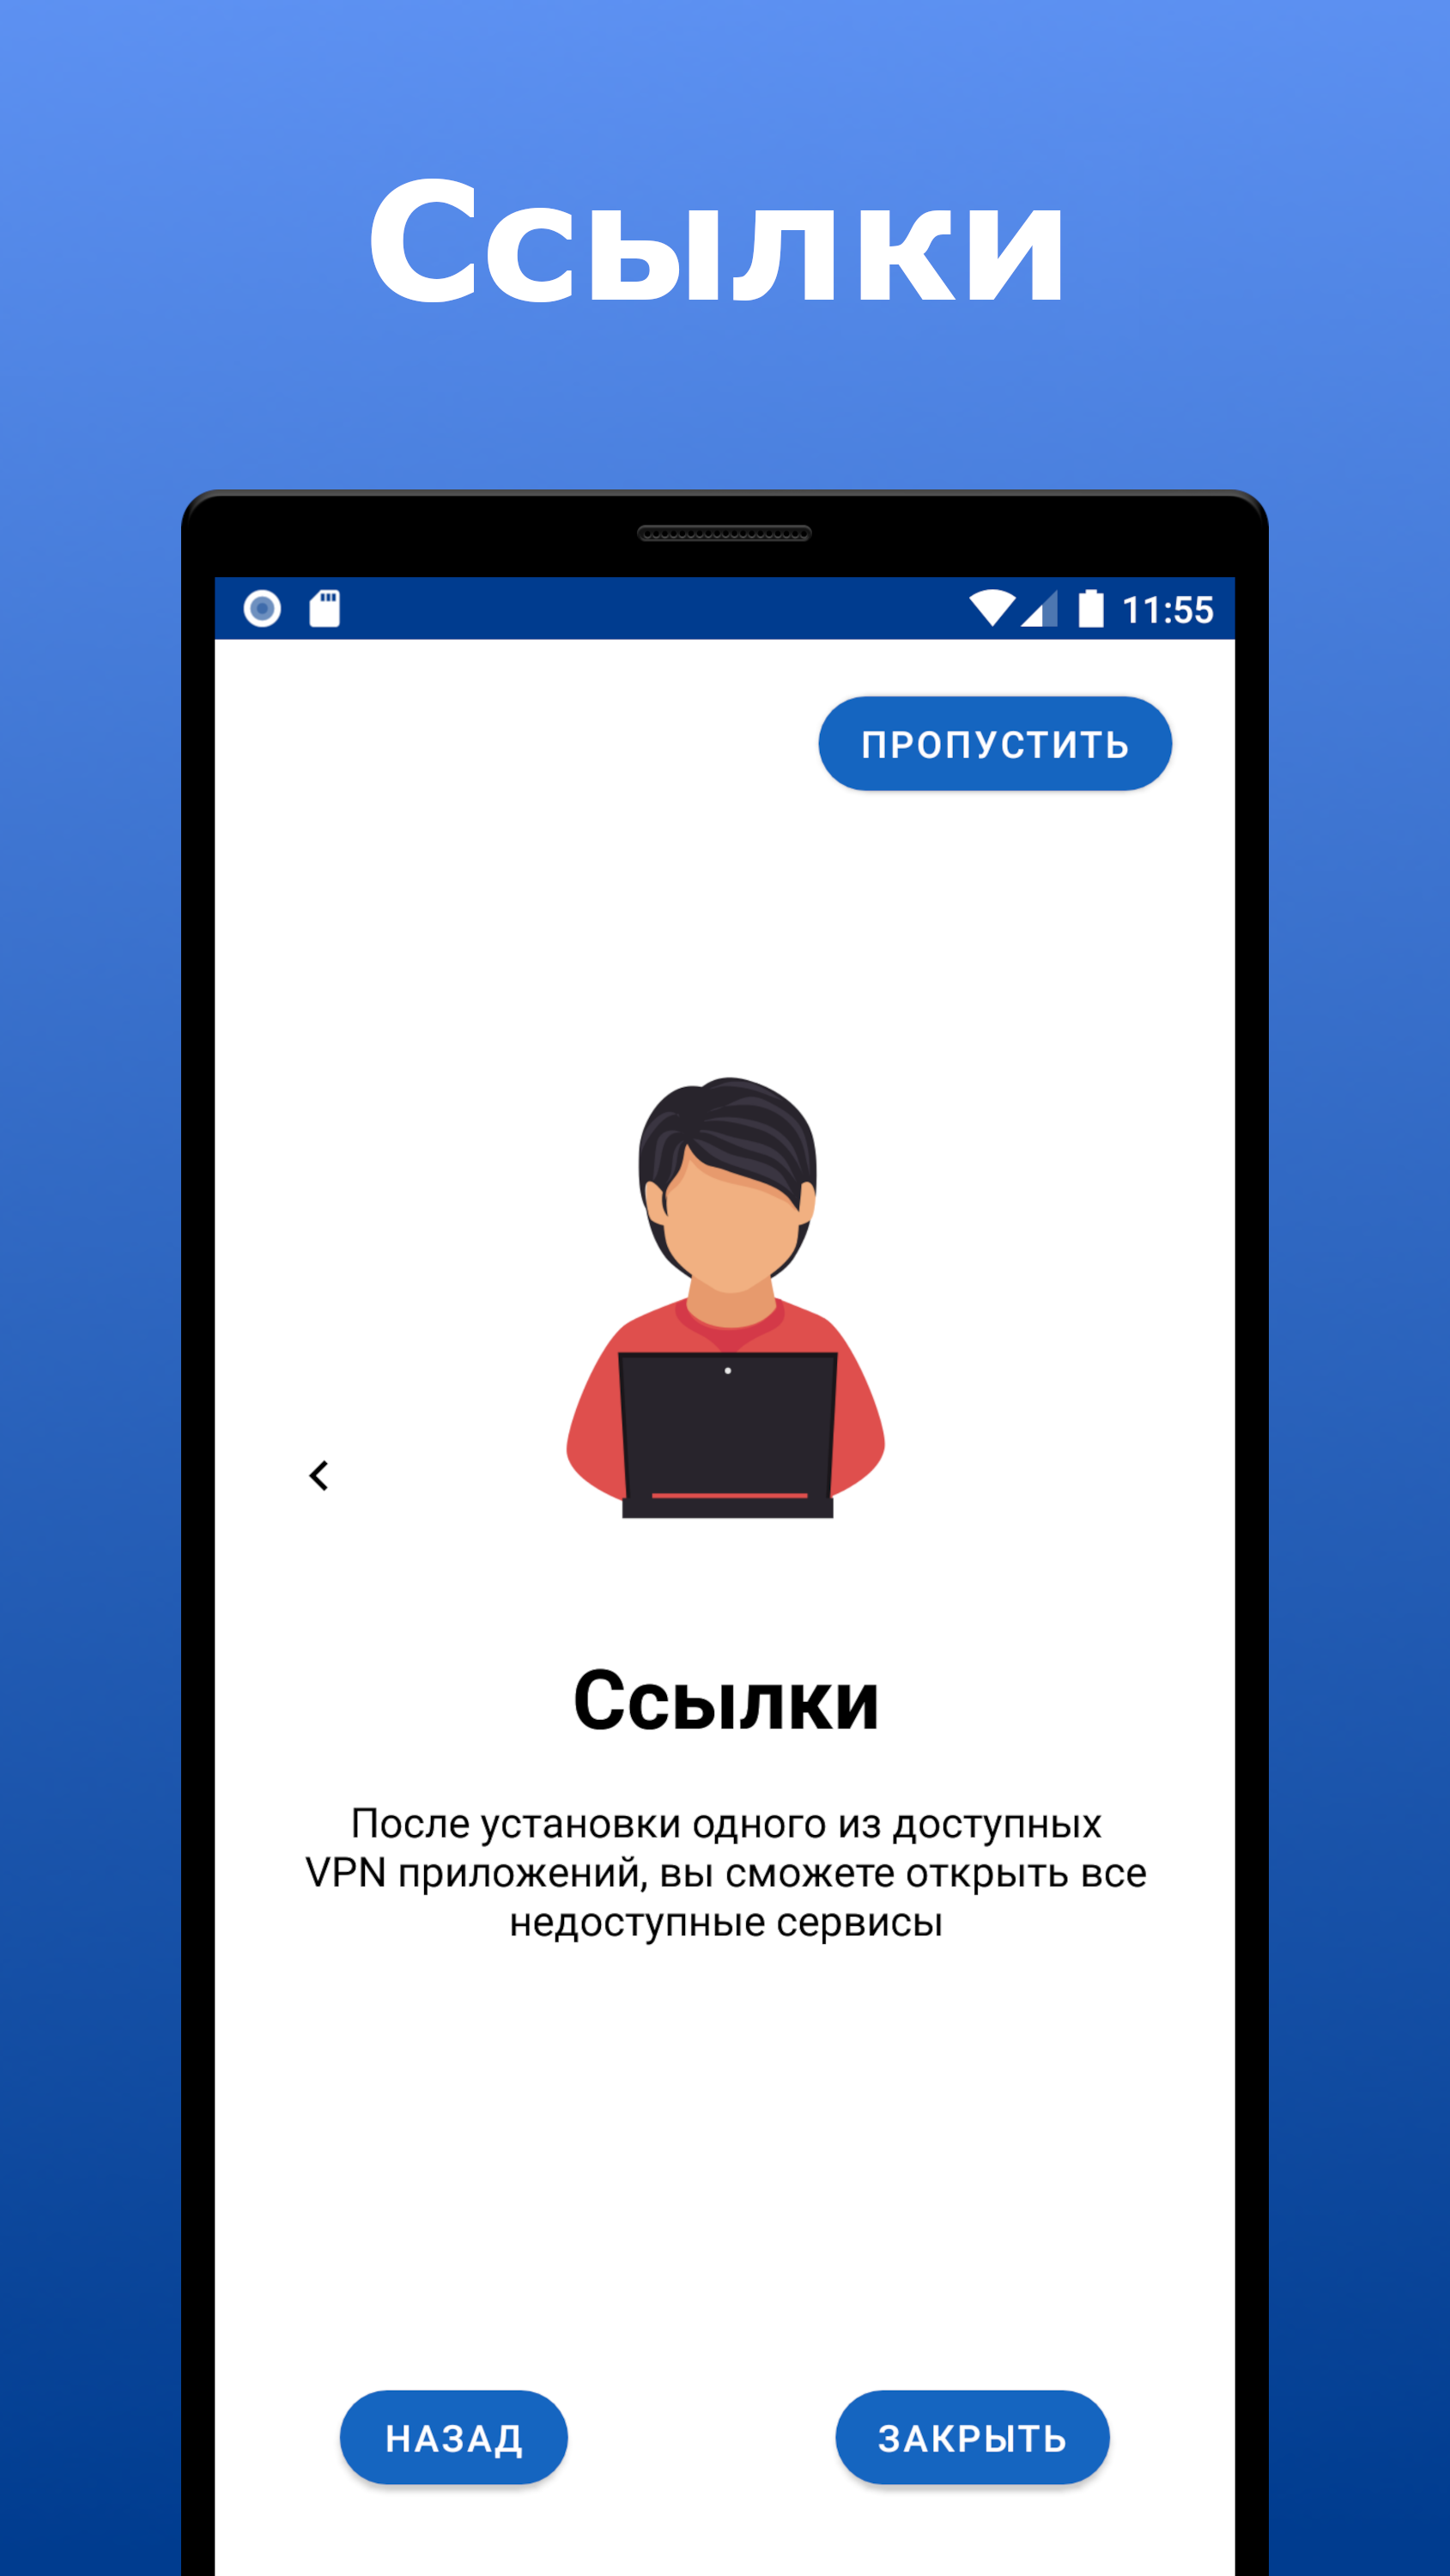 Ссылки
11:55
ПРОПУСТИТЬ
Ссылки
После установки одного из доступных
VPN приложений, вы сможете открыть все
недоступные сервисы
НАЗАД
ЗАКРЫТЬ